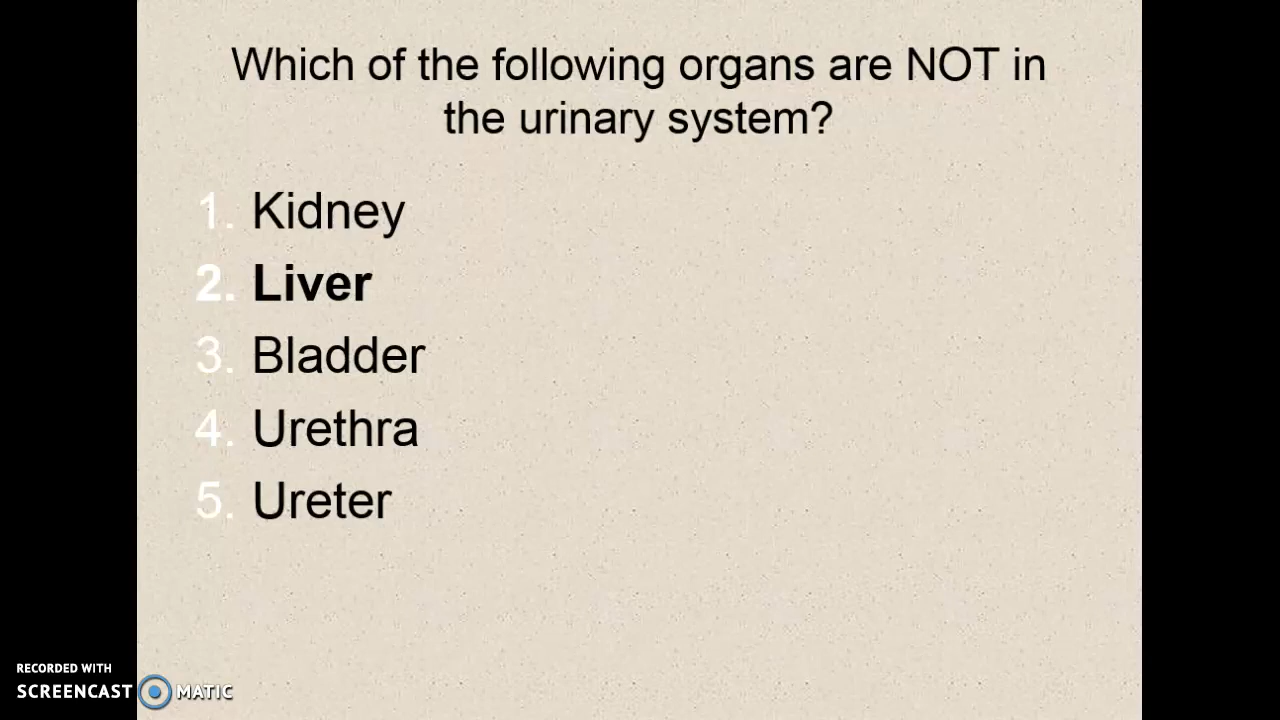 Which of the following organs are NOT in
the urinary system?
1. Kidney
2. Liver
3. Bladder
4. Urethra
5. Ureter
RECORDED WITH
SCREENCAST MATIC